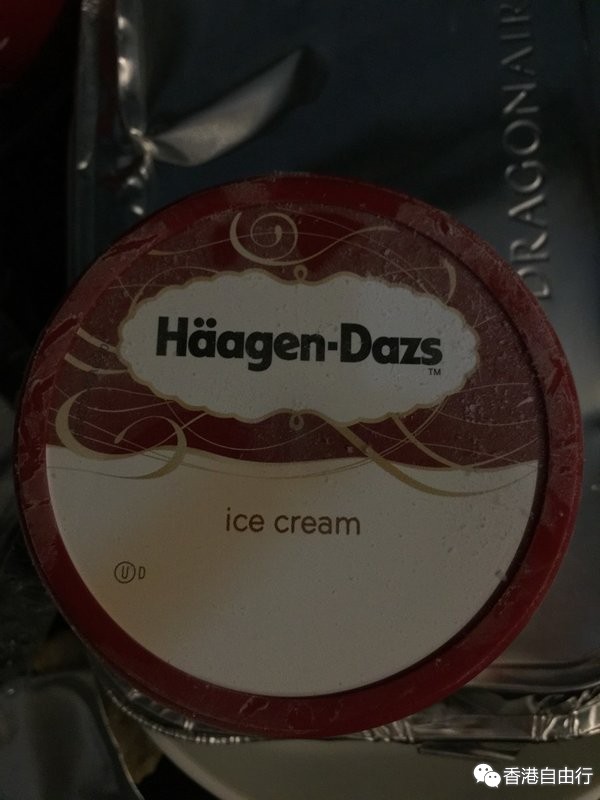 DRAGONAIR
Häagen-Dazs
TM
ice cream
U D
香港自由行